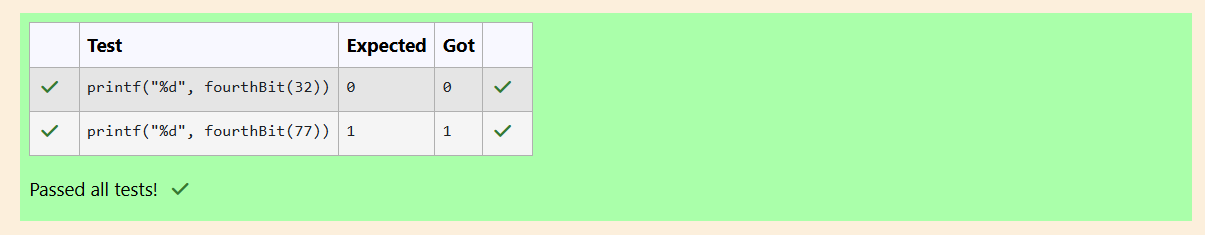 Test Expected Got
printf("%d", fourthBit(32)) 0 0
printf("%d", fourthBit(77)) 1 1
Passed all tests!